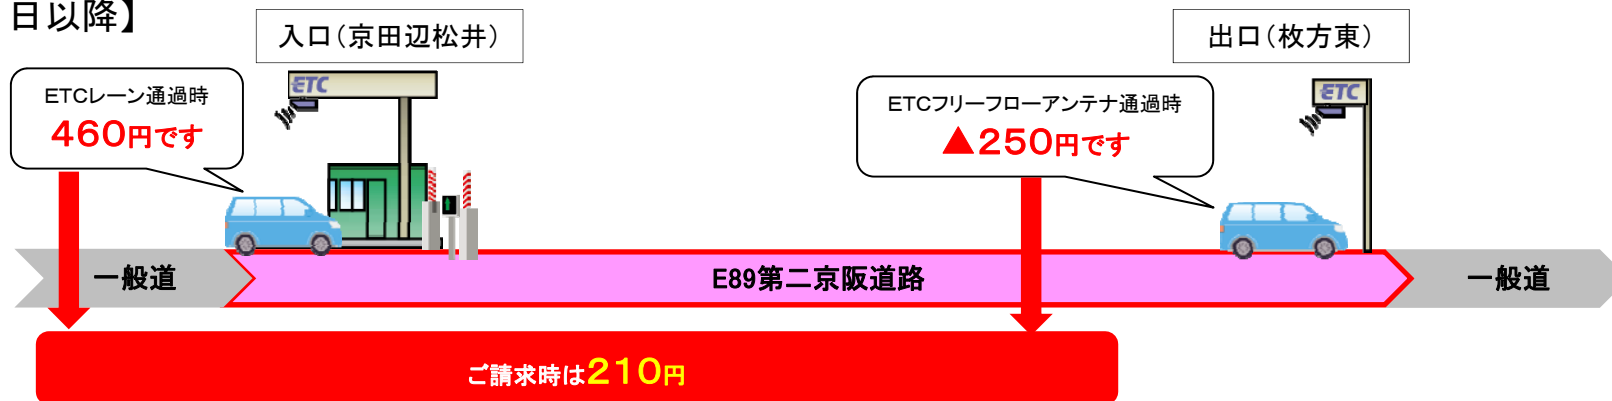 日以降】
入口（京田辺松井）
出口（枚方東）
ETCレーン通過時
460円です
ETC
ETCフリーフローアンテナ通過時
▲250円です
ETC
一般道
E89第二京阪道路
一般道
ご請求時は210円